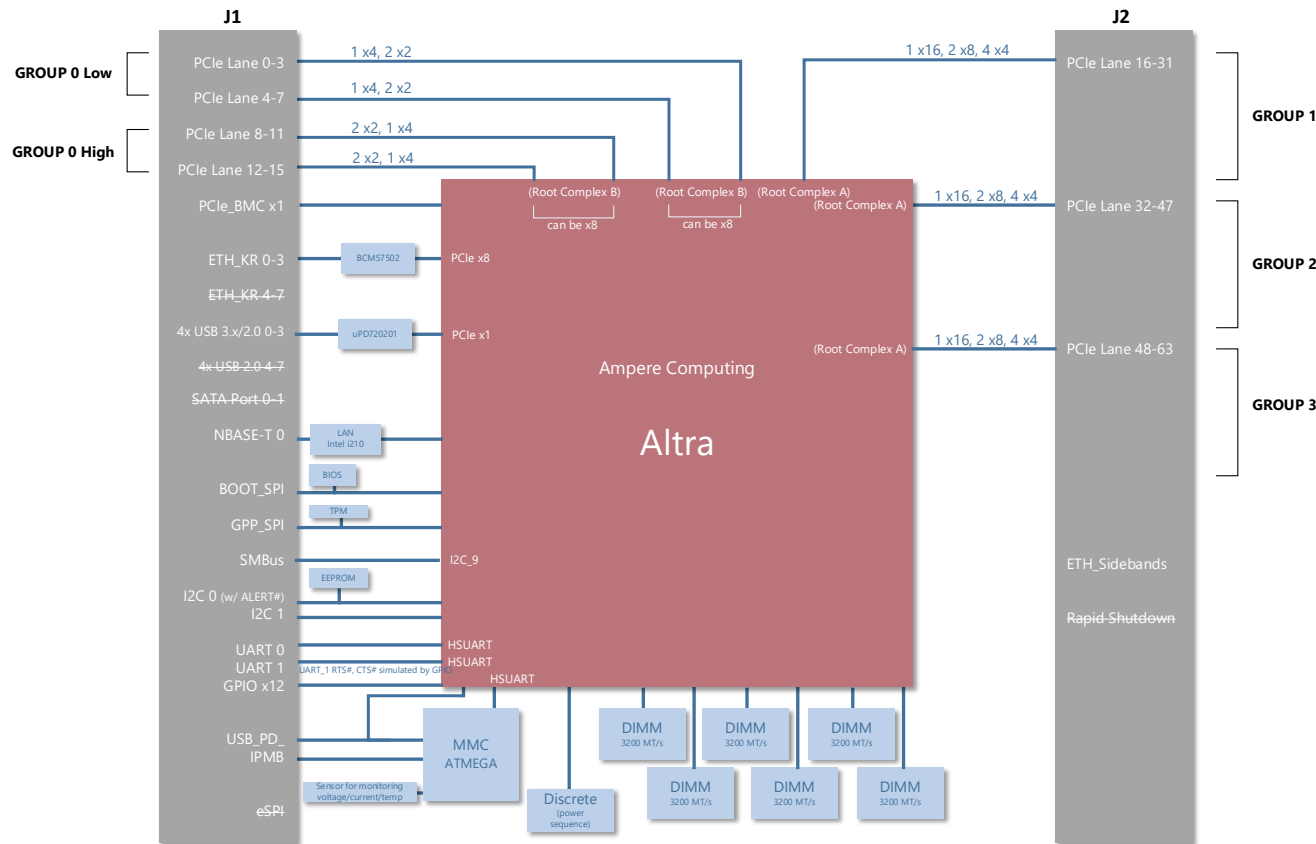 J1
J2
GROUP 0 Low
GROUP 0 High
PCIe Lane 0-3
PCIe Lane 4-7
PCIe Lane 8-11
PCIe Lane 12-15
PCIe_BMC x1
ETH_KR 0-3
ETH_KR 4-7
4x USB 3.x/2.0 0-3
4x USB 2.0 4-7
SATA Port 0-1
NBASE-T 0
BOOT_SPI
GPP_SPI
SMBus
I2C 0 (w/ ALERT#)
I2C 1
UART 0
UART 1
GPIO x12
USB_PD_
IPMB
eSPI
1 x4, 2 x2
1 x4, 2 x2
2 x2, 1 x4
2 x2, 1 x4
BCM57502
uPD720201
LAN
Intel i210
BIOS
TPM
EEPROM
UART_1 RTS#, CTS# simulated by GPIO
Sensor for monitoring
voltage/current/temp
MMC
ATMEGA
(Root Complex B)
can be x8
(Root Complex B)
can be x8
(Root Complex A)
(Root Complex A)
PCIe x8
PCIe x1
(Root Complex A)
Ampere Computing
Altra
I2C_9
HSUART
HSUART
HSUART
Discrete
(power
sequence)
DIMM
3200 MT/s
DIMM
3200 MT/s
DIMM
3200 MT/s
DIMM
3200 MT/s
DIMM
3200 MT/s
DIMM
3200 MT/s
1 x16, 2 x8, 4 x4
1 x16, 2 x8, 4 x4
1 x16, 2 x8, 4 x4
PCIe Lane 16-31
PCIe Lane 32-47
PCIe Lane 48-63
ETH_Sidebands
Rapid Shutdown
GROUP 1
GROUP 2
GROUP 3